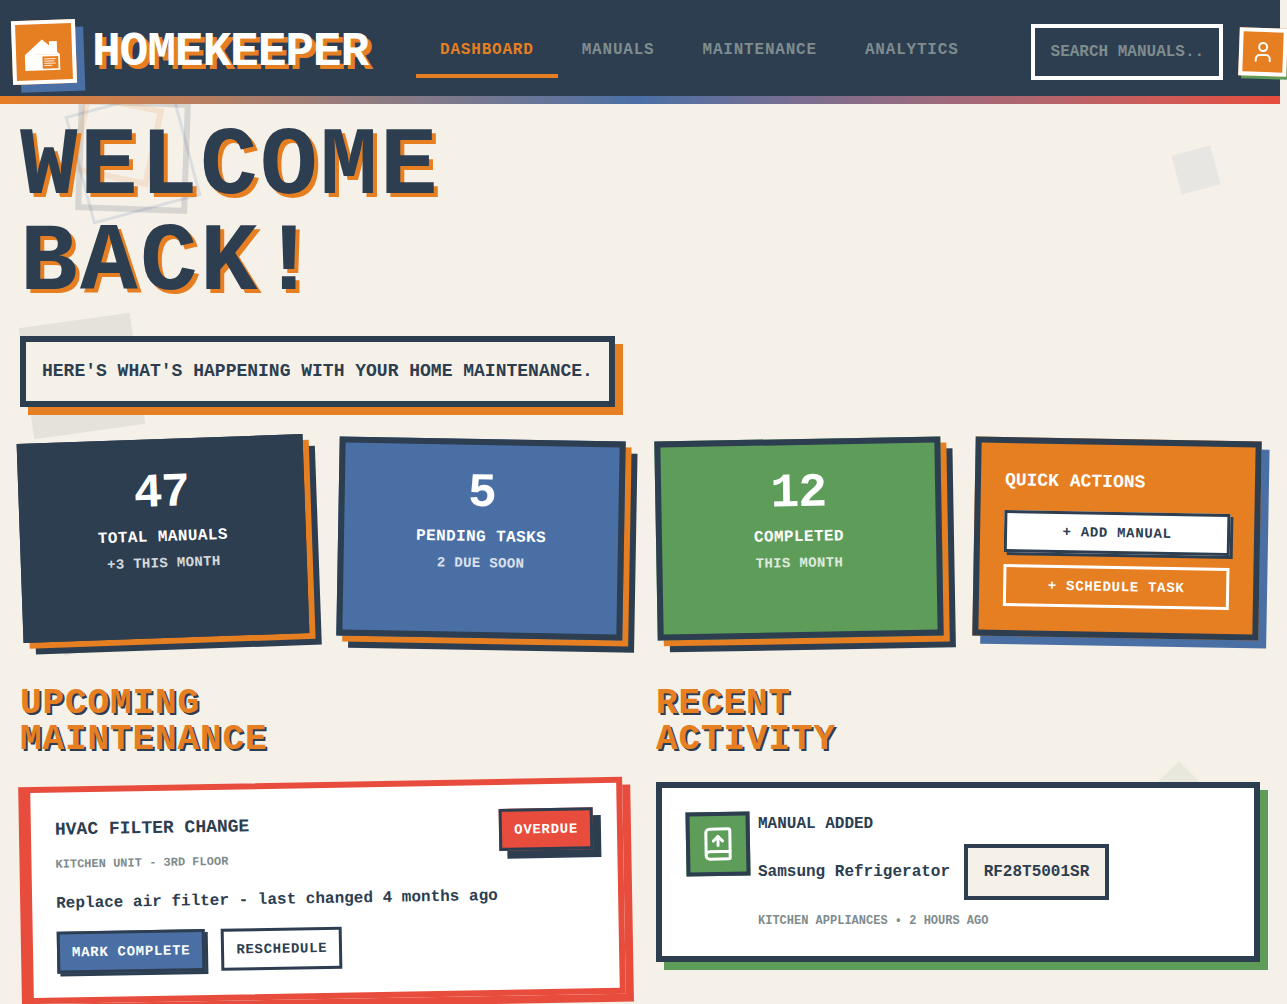 HOMEKEEPER
DASHBOARD
MANUALS
MAINTENANCE
ANALYTICS
SEARCH MANUALS..
WELCOME
BACK!
HERE'S WHAT'S HAPPENING WITH YOUR HOME MAINTENANCE.
47
TOTAL MANUALS
+3 THIS MONTH
5
PENDING TASKS
2 DUE SOON
12
COMPLETED
THIS MONTH
QUICK ACTIONS
+ ADD MANUAL
+ SCHEDULE TASK
UPCOMING
MAINTENANCE
HVAC FILTER CHANGE
OVERDUE
KITCHEN UNIT - 3RD FLOOR
Replace air filter - last changed 4 months ago
MARK COMPLETE
RESCHEDULE
RECENT
ACTIVITY
MANUAL ADDED
Samsung Refrigerator RF28T5001SR
KITCHEN APPLIANCES • 2 HOURS AGO